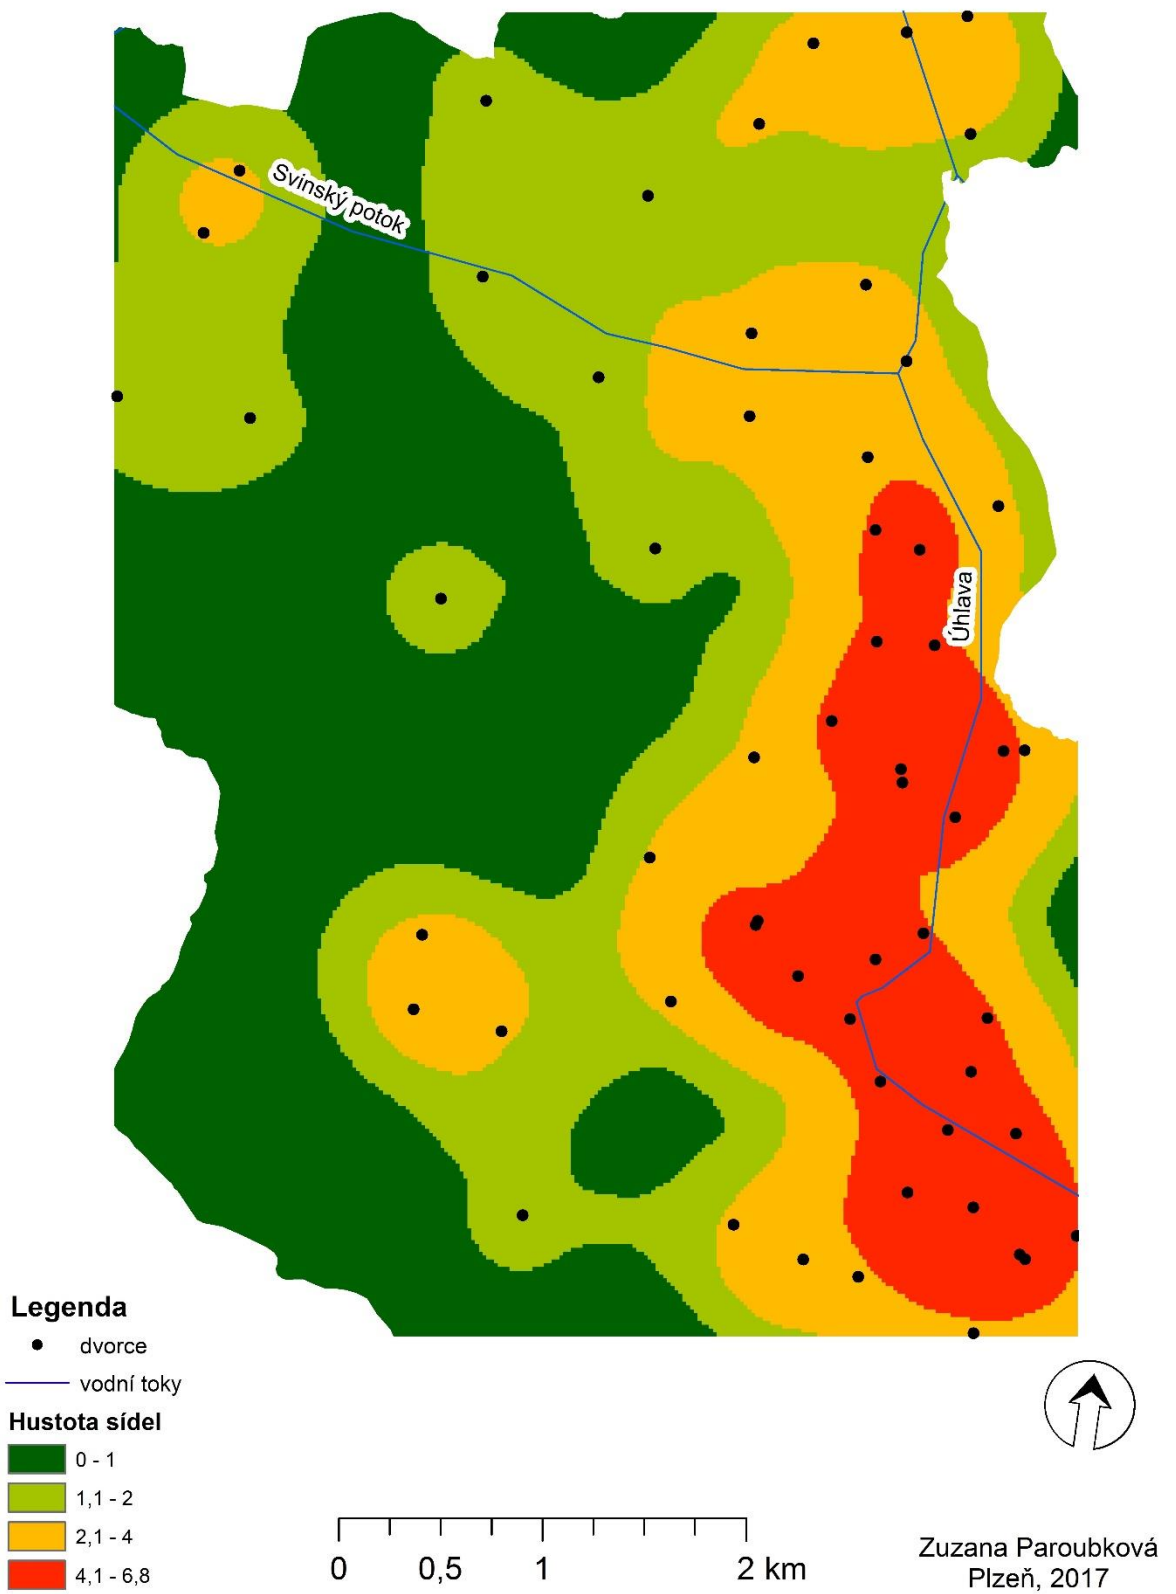 Svinský potok
Úhlava
Legenda
dvorce
vodní toky
Hustota sídel
0 - 1
1,1 - 2
2,1 - 4
4,1 - 6,8
0 0,5 1 2 km
Zuzana Paroubková
Plzeň, 2017